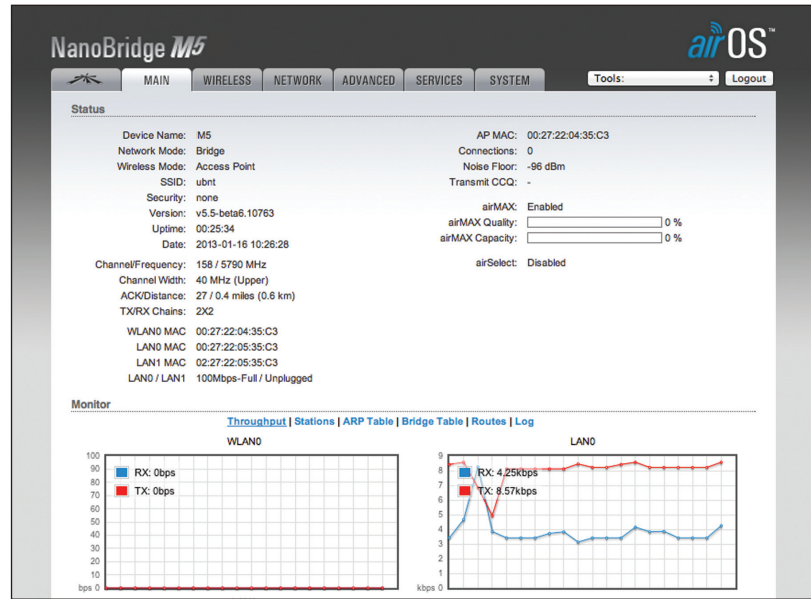 NanoBridge M5
airOS™
MAIN WIRELESS NETWORK ADVANCED SERVICES SYSTEM Tools: Logout
Status
Device Name: M5
Network Mode: Bridge
Wireless Mode: Access Point
SSID: ubnt
Security: none
Version: v5.5-beta6.10763
Uptime: 00:25:34
Date: 2013-01-16 10:26:28
Channel/Frequency: 158 / 5790 MHz
Channel Width: 40 MHz (Upper)
ACK/Distance: 27 / 0.4 miles (0.6 km)
TX/RX Chains: 2X2
WLAN0 MAC 00:27:22:04:35:C3
LAN0 MAC 00:27:22:05:35:C3
LAN1 MAC 02:27:22:05:35:C3
LAN0 / LAN1 100Mbps-Full / Unplugged
AP MAC: 00:27:22:04:35:C3
Connections: 0
Noise Floor: -96 dBm
Transmit CCQ: -
airMAX: Enabled
airMAX Quality: 0 %
airMAX Capacity: 0 %
airSelect: Disabled
Monitor
Throughput | Stations | ARP Table | Bridge Table | Routes | Log
WLAN0
100
90
80
70
60
50
40
30
20
10
bps 0
RX: 0bps
TX: 0bps
LAN0
9
8
7
6
5
4
3
2
1
kbps 0
RX: 4.25kbps
TX: 8.57kbps